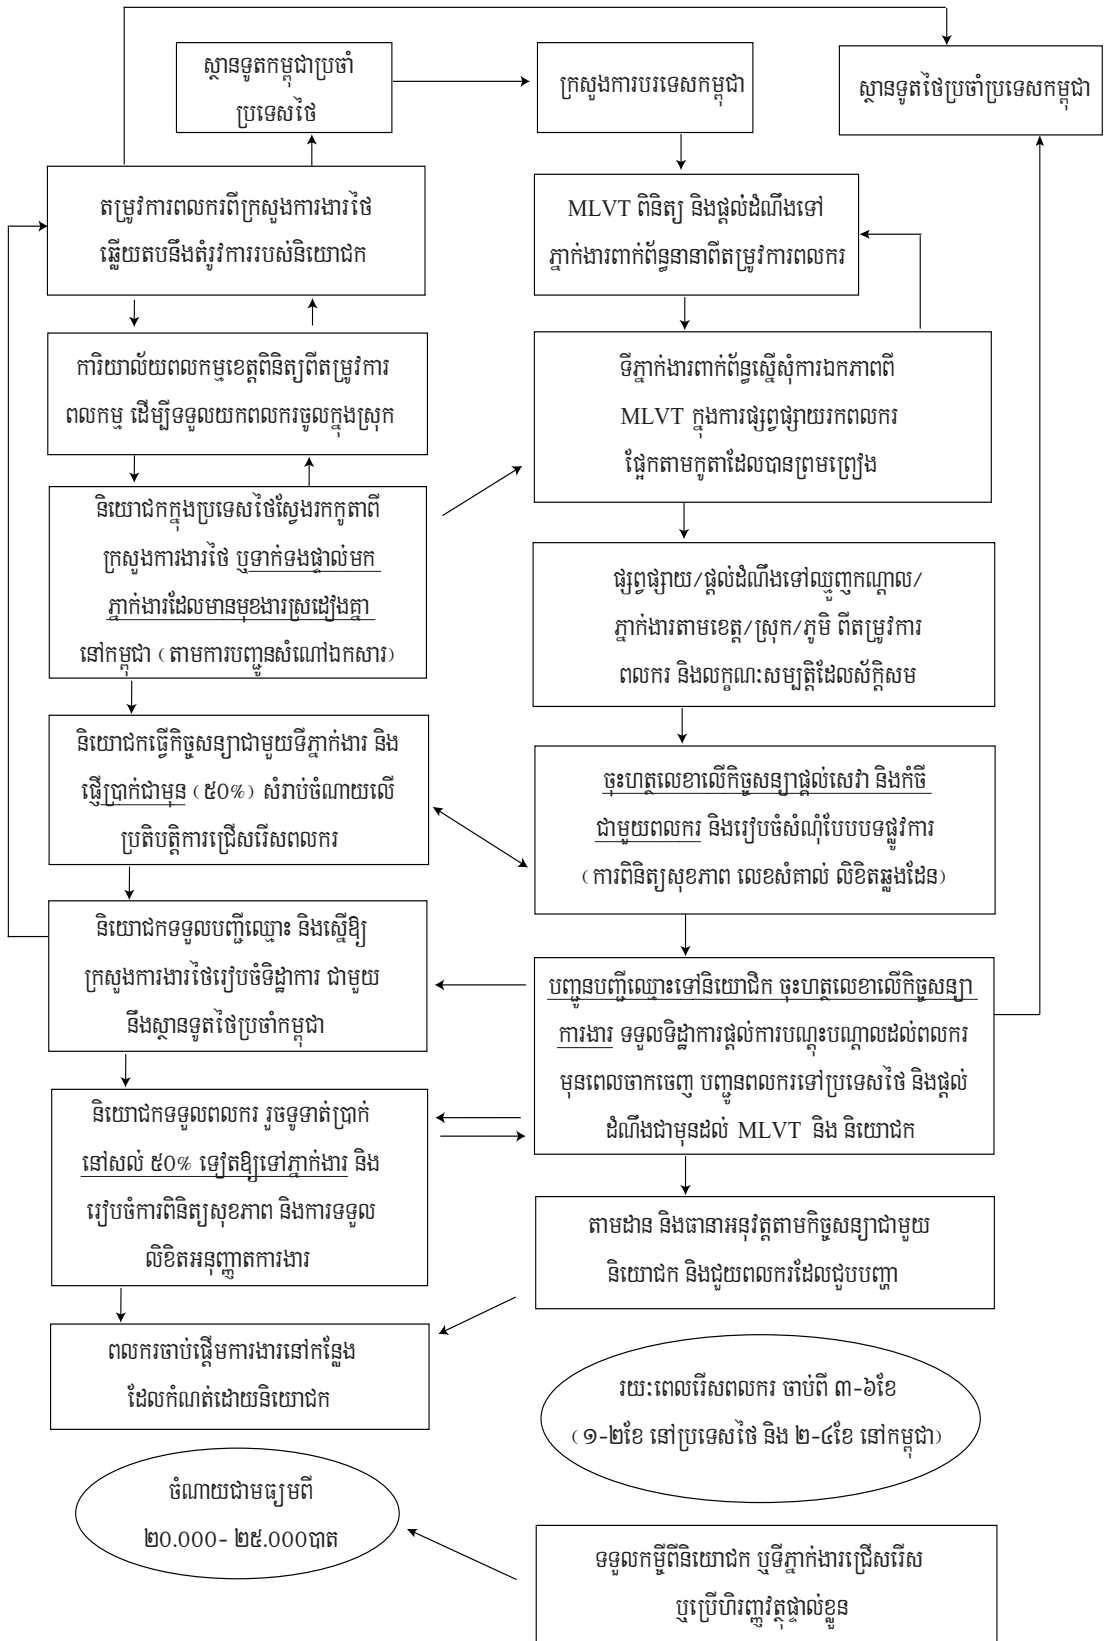 ស្ថានទូតកម្ពុជាប្រចាំ
ប្រទេសថៃ
ក្រសួងការបរទេសកម្ពុជា
ស្ថានទូតថៃប្រចាំប្រទេសកម្ពុជា
តម្រូវការពលករពីក្រសួងការងារថៃ
ឆ្លើយតបនឹងតំរូវការរបស់និយោជក
MLVT ពិនិត្យ និងផ្តល់ដំណឹងទៅ
ភ្នាក់ងារពាក់ព័ន្ធនានាពីតម្រូវការពលករ
ការិយាល័យពលកម្មខេត្តពិនិត្យពីតម្រូវការ
ពលកម្ម ដើម្បីទទួលយកពលករចូលក្នុងស្រុក
ទីភ្នាក់ងារពាក់ព័ន្ធស្នើសុំការឯកភាពពី
MLVT ក្នុងការផ្សព្វផ្សាយរកពលករ
ផ្អែកតាមកូតាដែលបានព្រមព្រៀង
និយោជកក្នុងប្រទេសថៃស្វែងរកកូតាពី
ក្រសួងការងារថៃ ឬទាក់ទងផ្ទាល់មក
ភ្នាក់ងារដែលមានមុខងារស្រដៀងគ្នា
នៅកម្ពុជា (តាមការបញ្ជូនសំណៅឯកសារ)
ផ្សព្វផ្សាយ/ផ្តល់ដំណឹងទៅឈ្មួញកណ្តាល/
ភ្នាក់ងារតាមខេត្ត/ស្រុក/ភូមិ ពីតម្រូវការ
ពលករ និងលក្ខណៈសម្បត្តិដែលស័ក្តិសម
និយោជកធ្វើកិច្ចសន្យាជាមួយទីភ្នាក់ងារ និង
ផ្ញើប្រាក់ជាមុន (៥0%) សំរាប់ចំណាយលើ
ប្រតិបត្តិការជ្រើសរើសពលករ
ចុះហត្ថលេខាលើកិច្ចសន្យាផ្តល់សេវា និងកំចី
ជាមួយពលករ និងរៀបចំសំណុំបែបបទផ្លូវការ
(ការពិនិត្យសុខភាព លេខសំគាល់ លិខិតឆ្លងដែន)
និយោជកទទួលបញ្ជីឈ្មោះ និងស្នើឱ្យ
ក្រសួងការងារថៃរៀបចំទិដ្ឋាការ ជាមួយ
នឹងស្ថានទូតថៃប្រចាំកម្ពុជា
បញ្ជូនបញ្ជីឈ្មោះទៅនិយោជិក ចុះហត្ថលេខាលើកិច្ចសន្យា
ការងារ ទទួលទិដ្ឋាការផ្តល់ការបណ្តុះបណ្តាលដល់ពលករ
មុនពេលចាកចេញ បញ្ជូនពលករទៅប្រទេសថៃ និងផ្តល់
ដំណឹងជាមុនដល់ MLVT និង និយោជក
និយោជកទទួលពលករ រួចទូទាត់ប្រាក់
នៅសល់ ៥0% ទៀតឱ្យទៅភ្នាក់ងារ និង
រៀបចំការពិនិត្យសុខភាព និងការទទួល
លិខិតអនុញ្ញាតការងារ
តាមដាន និងធានាអនុវត្តតាមកិច្ចសន្យាជាមួយ
និយោជក និងជួយពលករដែលជួបបញ្ហា
ពលករចាប់ផ្តើមការងារនៅកន្លែង
ដែលកំណត់ដោយនិយោជក
រយៈពេលរើសពលករ ចាប់ពី ៣-៦ខែ
(១-២ខែ នៅប្រទេសថៃ និង ២-៤ខែ នៅកម្ពុជា)
ចំណាយជាមធ្យមពី
២0.000- ២៥.000បាត
ទទួលកម្ចីពីនិយោជក ឬទីភ្នាក់ងារជ្រើសរើស
ឬប្រើហិរញ្ញវត្ថុផ្ទាល់ខ្លួន